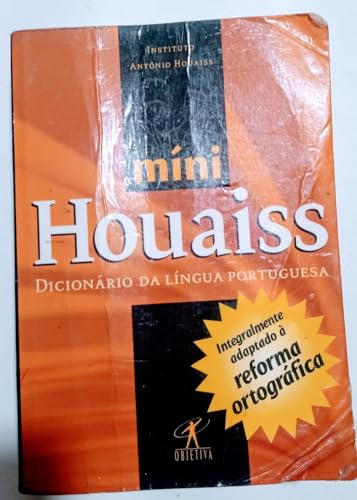 INSTITUTO
ANTÔNIO HOUAISS
míni
Houaiss
DICIONÁRIO DA LÍNGUA PORTUGUESA
Integralmente
adaptado à
reforma
ortográfica
OBJETIVA